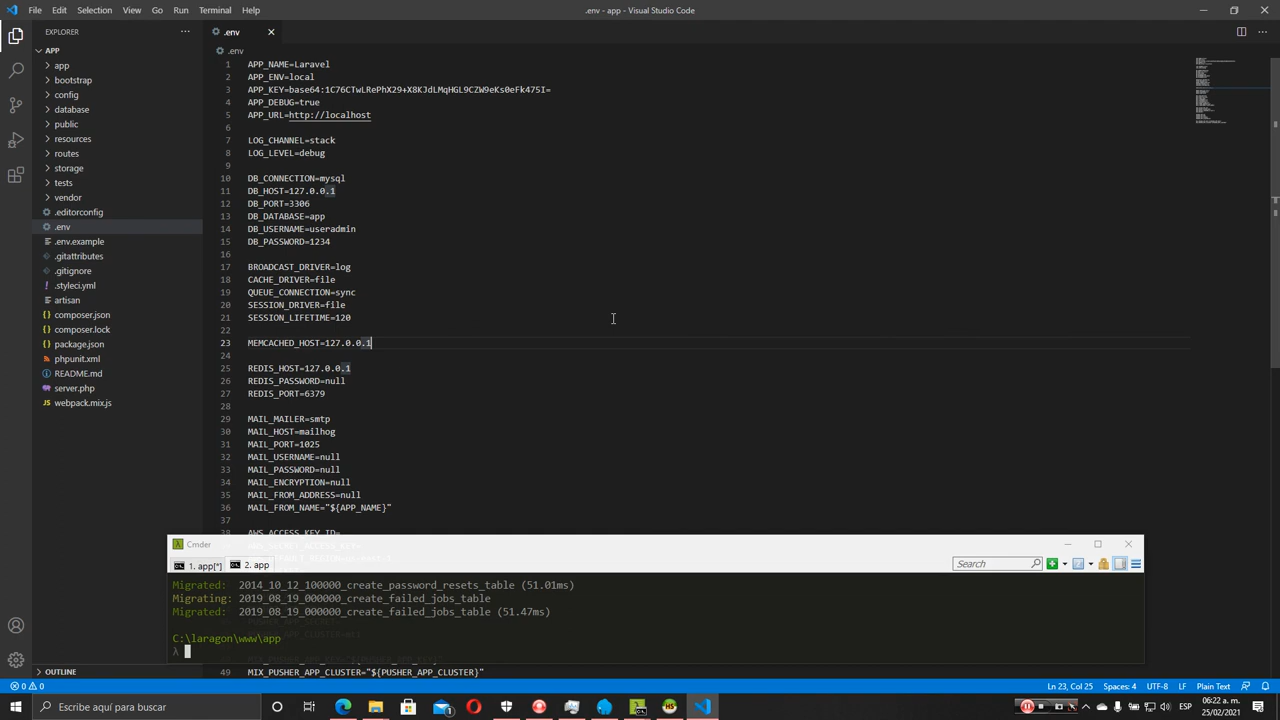 File Edit Selection View Go Run Terminal Help
.env - app - Visual Studio Code
EXPLORER
APP
app
bootstrap
config
database
public
resources
routes
storage
tests
vendor
.editorconfig
.env
.env.example
.gitattributes
.gitignore
.styleci.yml
artisan
composer.json
composer.lock
package.json
phpunit.xml
README.md
server.php
webpack.mix.js
OUTLINE
.env
.env
1 APP_NAME=Laravel
2 APP_ENV=local
3 APP_KEY=base64:1C76CTwLRePhX29+X8KJdLMqHGL9CZW9eKs0eFk475I=
4 APP_DEBUG=true
5 APP_URL=http://localhost
6
7 LOG_CHANNEL=stack
8 LOG_LEVEL=debug
9
10 DB_CONNECTION=mysql
11 DB_HOST=127.0.0.1
12 DB_PORT=3306
13 DB_DATABASE=app
14 DB_USERNAME=useradmin
15 DB_PASSWORD=1234
16
17 BROADCAST_DRIVER=log
18 CACHE_DRIVER=file
19 QUEUE_CONNECTION=sync
20 SESSION_DRIVER=file
21 SESSION_LIFETIME=120
22
23 MEMCACHED_HOST=127.0.0.1
24
25 REDIS_HOST=127.0.0.1
26 REDIS_PASSWORD=null
27 REDIS_PORT=6379
28
29 MAIL_MAILER=smtp
30 MAIL_HOST=mailhog
31 MAIL_PORT=1025
32 MAIL_USERNAME=null
33 MAIL_PASSWORD=null
34 MAIL_ENCRYPTION=null
35 MAIL_FROM_ADDRESS=null
36 MAIL_FROM_NAME="${APP_NAME}"
37
38 AWS_ACCESS_KEY_ID=
Cmder
1. app[*] 2. app
Search
Migrated: 2014_10_12_100000_create_password_resets_table (51.01ms)
Migrating: 2019_08_19_000000_create_failed_jobs_table
Migrated: 2019_08_19_000000_create_failed_jobs_table (51.47ms)
C:\laragon\www\app
λ
49 MIX_PUSHER_APP_CLUSTER="${PUSHER_APP_CLUSTER}"
0 0
Ln 23, Col 25 Spaces: 4 UTF-8 LF Plain Text
Escribe aquí para buscar
ESP
06:22 a. m.
25/02/2021